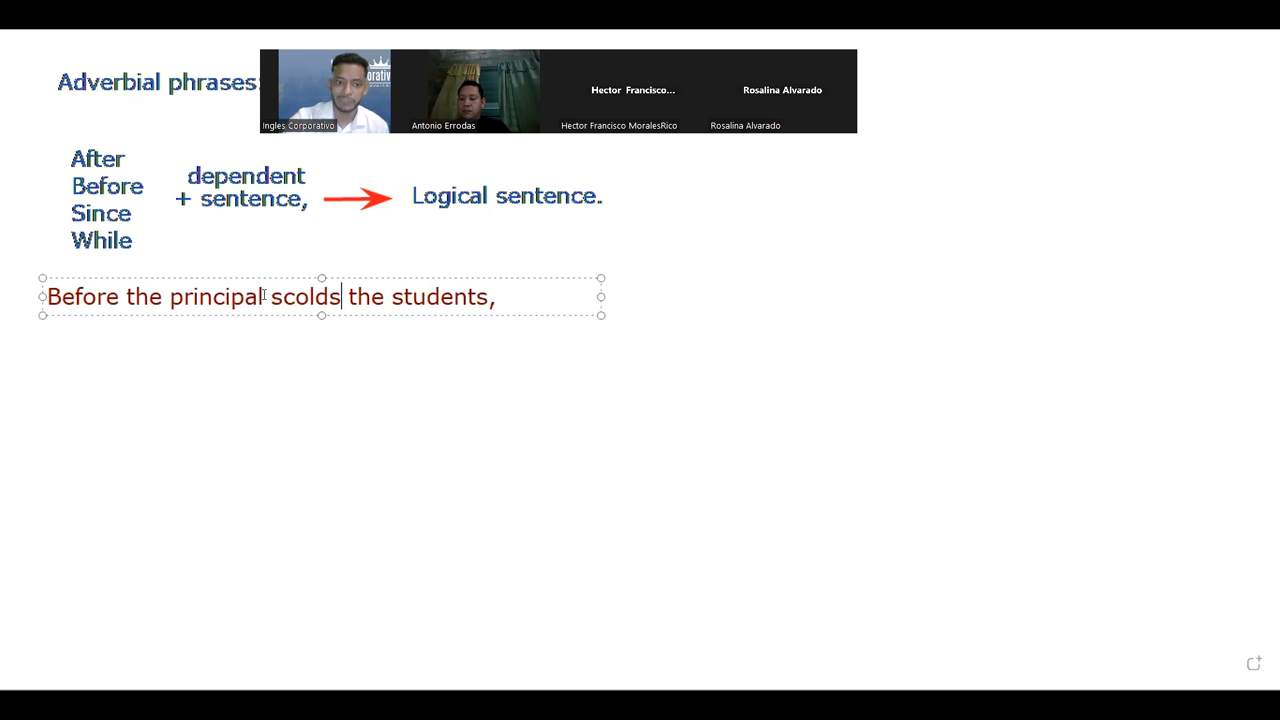 Adverbial phrases:
orativ
Ingles Corporativo
Antonio Errodas
Hector Francisco...
Hector Francisco MoralesRico
Rosalina Alvarado
Rosalina Alvarado
After
Before
Since
While
dependent
+ sentence,
Logical sentence.
Before the principal scolds the students,